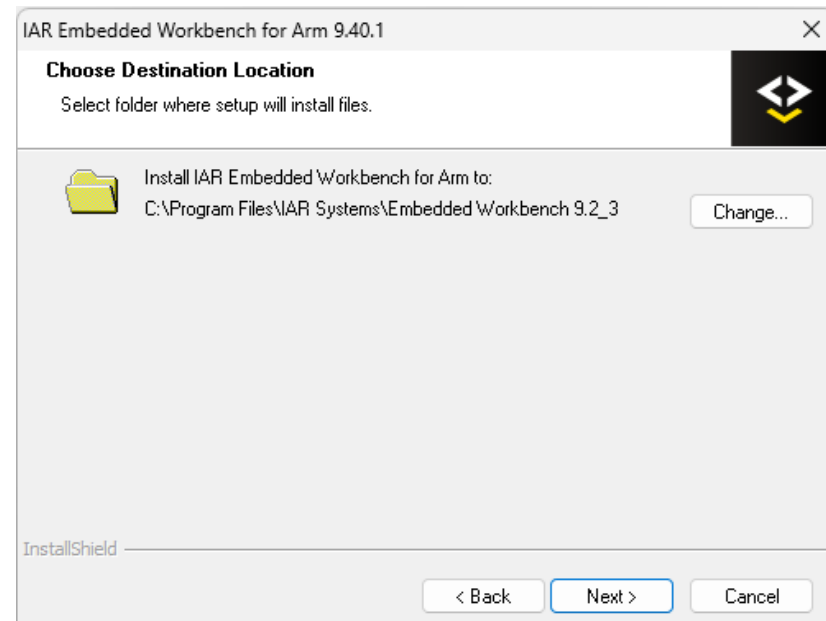 IAR Embedded Workbench for Arm 9.40.1
Choose Destination Location
Select folder where setup will install files.
Install IAR Embedded Workbench for Arm to:
C:\Program Files\IAR Systems\Embedded Workbench 9.2_3
Change...
InstallShield
< Back
Next >
Cancel